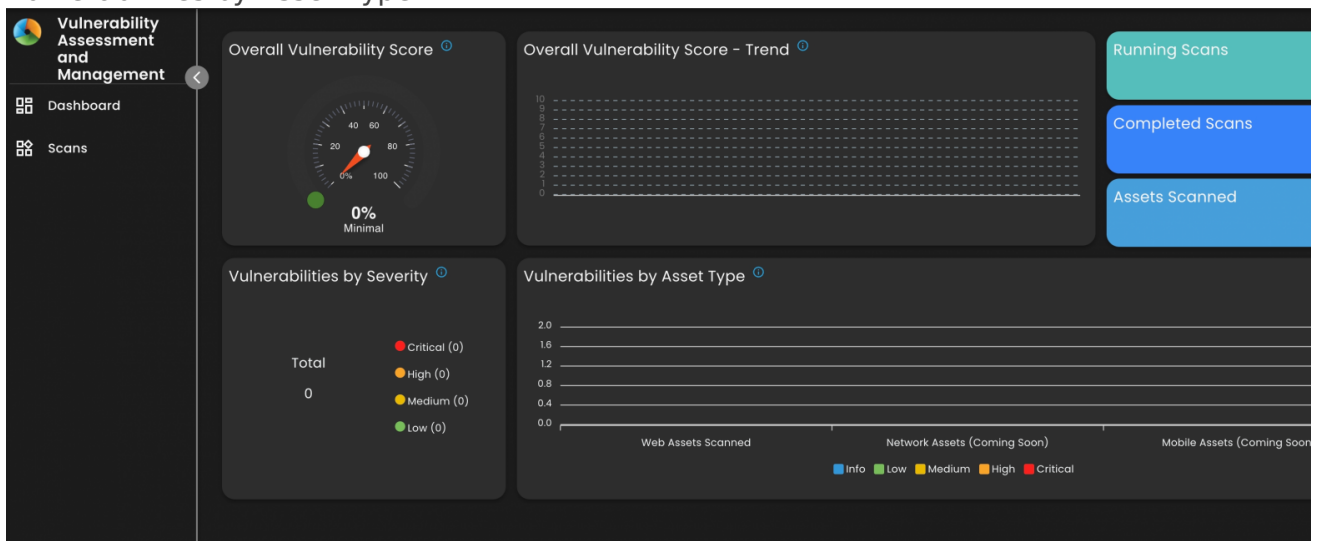 Vulnerability
Assessment
and
Management
Dashboard
Scans
Overall Vulnerability Score
40 60
20 80
0% 100
0%
Minimal
Overall Vulnerability Score - Trend
10
9
8
7
6
5
4
3
2
1
0
Running Scans
Completed Scans
Assets Scanned
Vulnerabilities by Severity
Total
0
Critical (0)
High (0)
Medium (0)
Low (0)
Vulnerabilities by Asset Type
2.0
1.6
1.2
0.8
0.4
0.0
Web Assets Scanned Network Assets (Coming Soon) Mobile Assets (Coming Soon
Info Low Medium High Critical